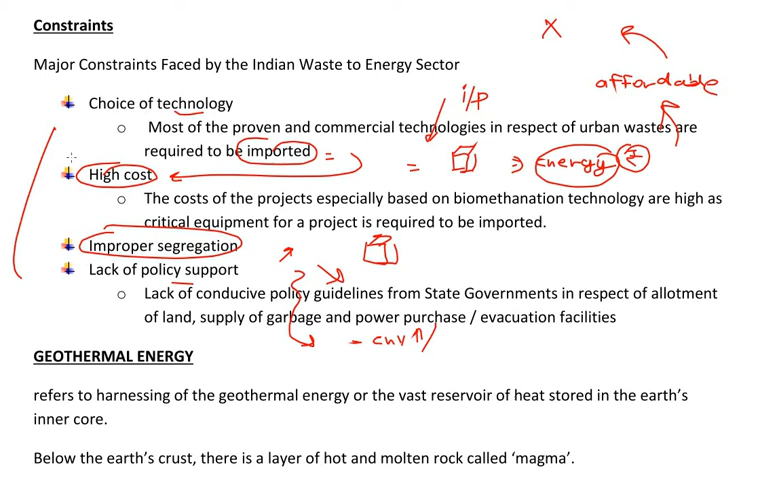 Constraints
Major Constraints Faced by the Indian Waste to Energy Sector
affordable
Choice of technology
i/p
Most of the proven and commercial technologies in respect of urban wastes are
required to be imported = = ⇒ Energy ₹
High cost
The costs of the projects especially based on biomethanation technology are high as
critical equipment for a project is required to be imported.
Improper segregation
Lack of policy support
Lack of conducive policy guidelines from State Governments in respect of allotment
of land, supply of garbage and power purchase / evacuation facilities
- env ↑
GEOTHERMAL ENERGY
refers to harnessing of the geothermal energy or the vast reservoir of heat stored in the earth’s
inner core.
Below the earth’s crust, there is a layer of hot and molten rock called ‘magma’.